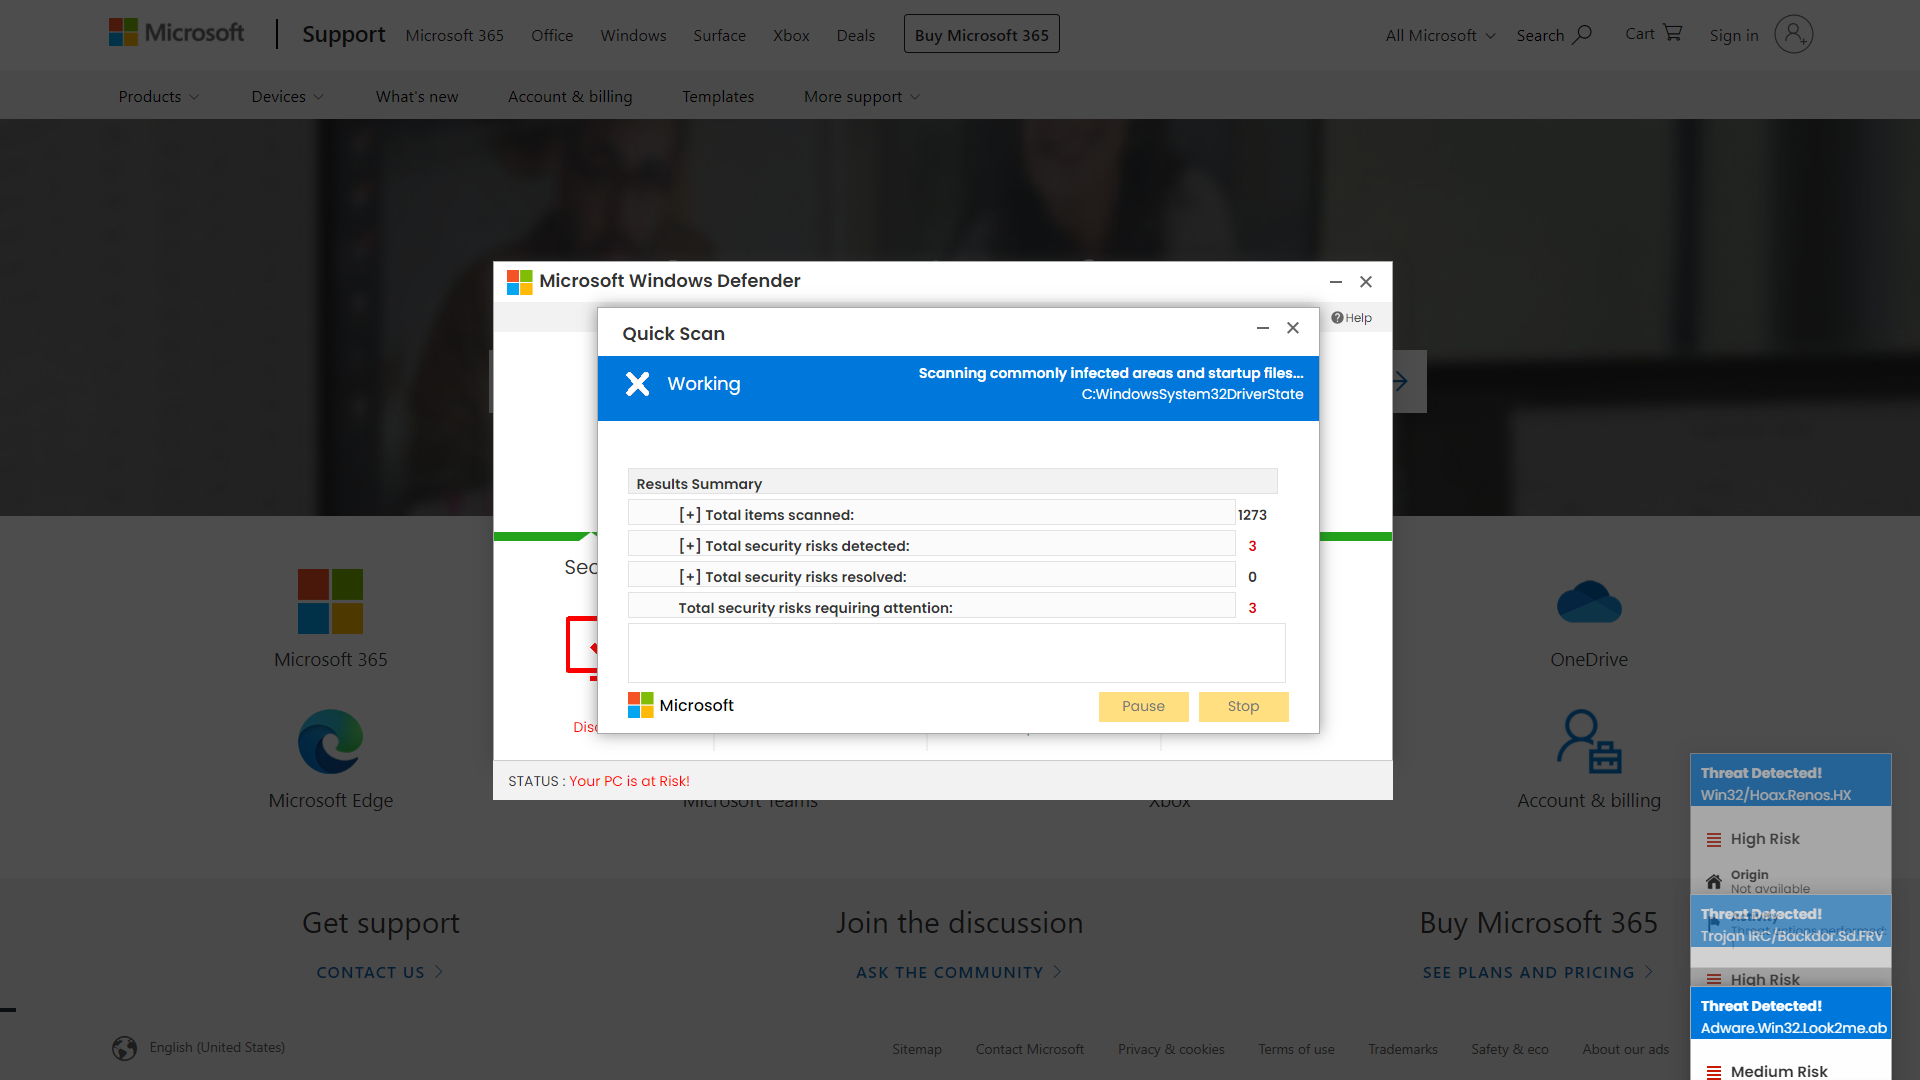 Microsoft
Support
Microsoft 365
Office
Windows
Surface
Xbox
Deals
Buy Microsoft 365
All Microsoft
Search
Cart
Sign in
Products
Devices
What's new
Account & billing
Templates
More support
Microsoft Windows Defender
Help
Quick Scan
Working
Scanning commonly infected areas and startup files...
C:WindowsSystem32DriverState
Results Summary
[+] Total items scanned: 1273
[+] Total security risks detected: 3
[+] Total security risks resolved: 0
Total security risks requiring attention: 3
Microsoft
Pause
Stop
Sec
Disc
STATUS : Your PC is at Risk!
Microsoft 365
OneDrive
Microsoft Edge
Microsoft Teams
Xbox
Account & billing
Threat Detected!
Win32/Hoax.Renos.HX
High Risk
Origin
Not available
Threat Detected!
Trojan IRC/Backdor.Sd.FRV
High Risk
Threat Detected!
Adware.Win32.Look2me.ab
Medium Risk
Get support
CONTACT US
Join the discussion
ASK THE COMMUNITY
Buy Microsoft 365
SEE PLANS AND PRICING
English (United States)
Sitemap
Contact Microsoft
Privacy & cookies
Terms of use
Trademarks
Safety & eco
About our ads